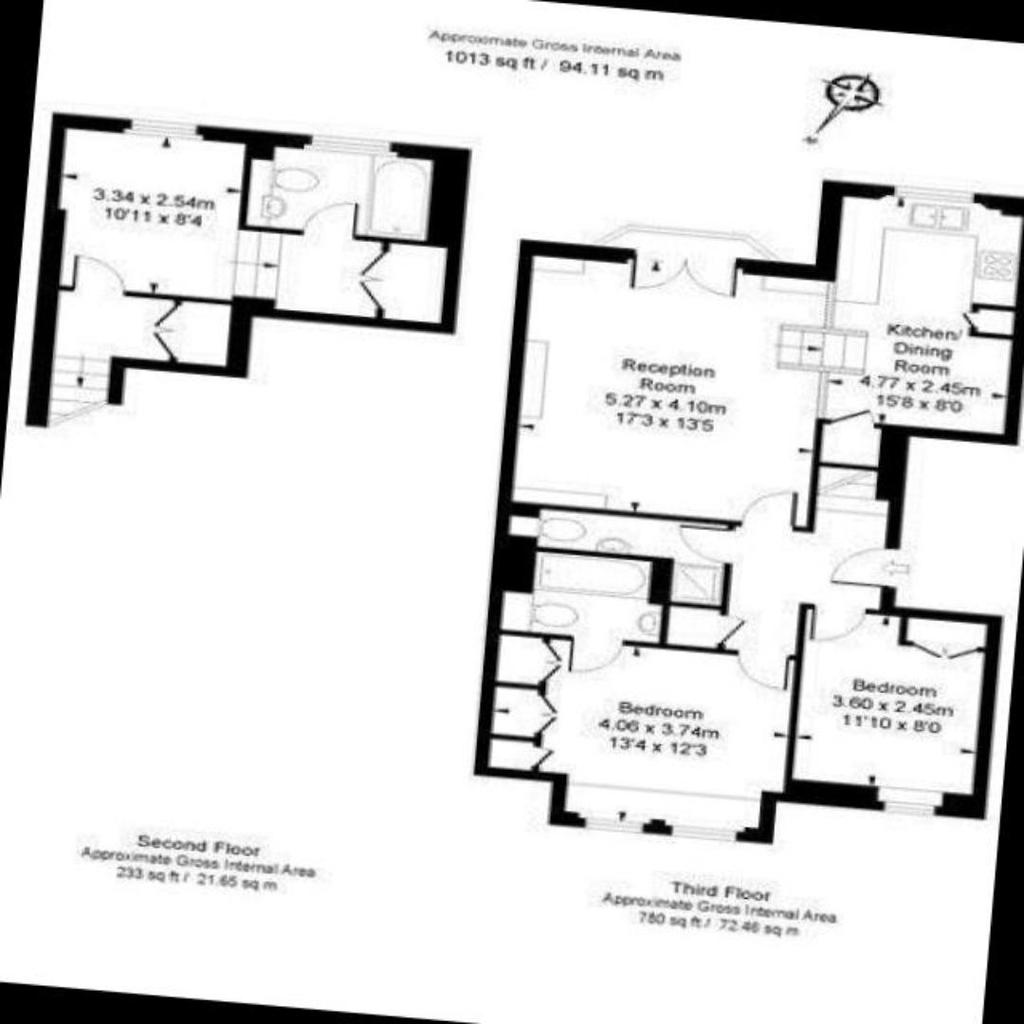 Approximate Gross Internal Area
1013 sq ft / 94.11 sq m
3.34 x 2.54m
10'11 x 8'4
Reception
Room
5.27 x 4.10m
17'3 x 13'5
Kitchen/
Dining
Room
4.77 x 2.45m
15'8 x 8'0
Bedroom
4.06 x 3.74m
13'4 x 12'3
Bedroom
3.60 x 2.45m
11'10 x 8'0
Second Floor
Approximate Gross Internal Area
233 sq ft / 21.65 sq m
Third Floor
Approximate Gross Internal Area
780 sq ft / 72.46 sq m